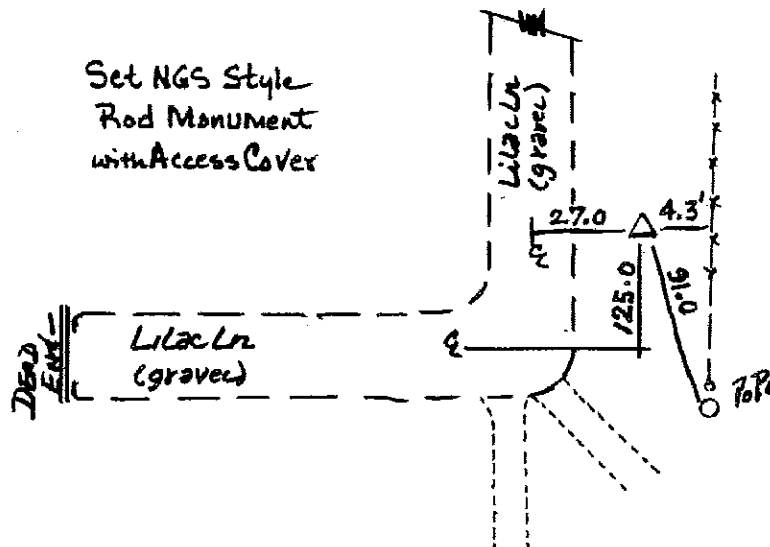 Set NGS Style
Rod Monument
with Access Cover
Lilac Ln
(gravel)
27.0
4.3'
℄
125.0
91.0
℄
Lilac Ln
(gravel)
DEAD
END
PoPo